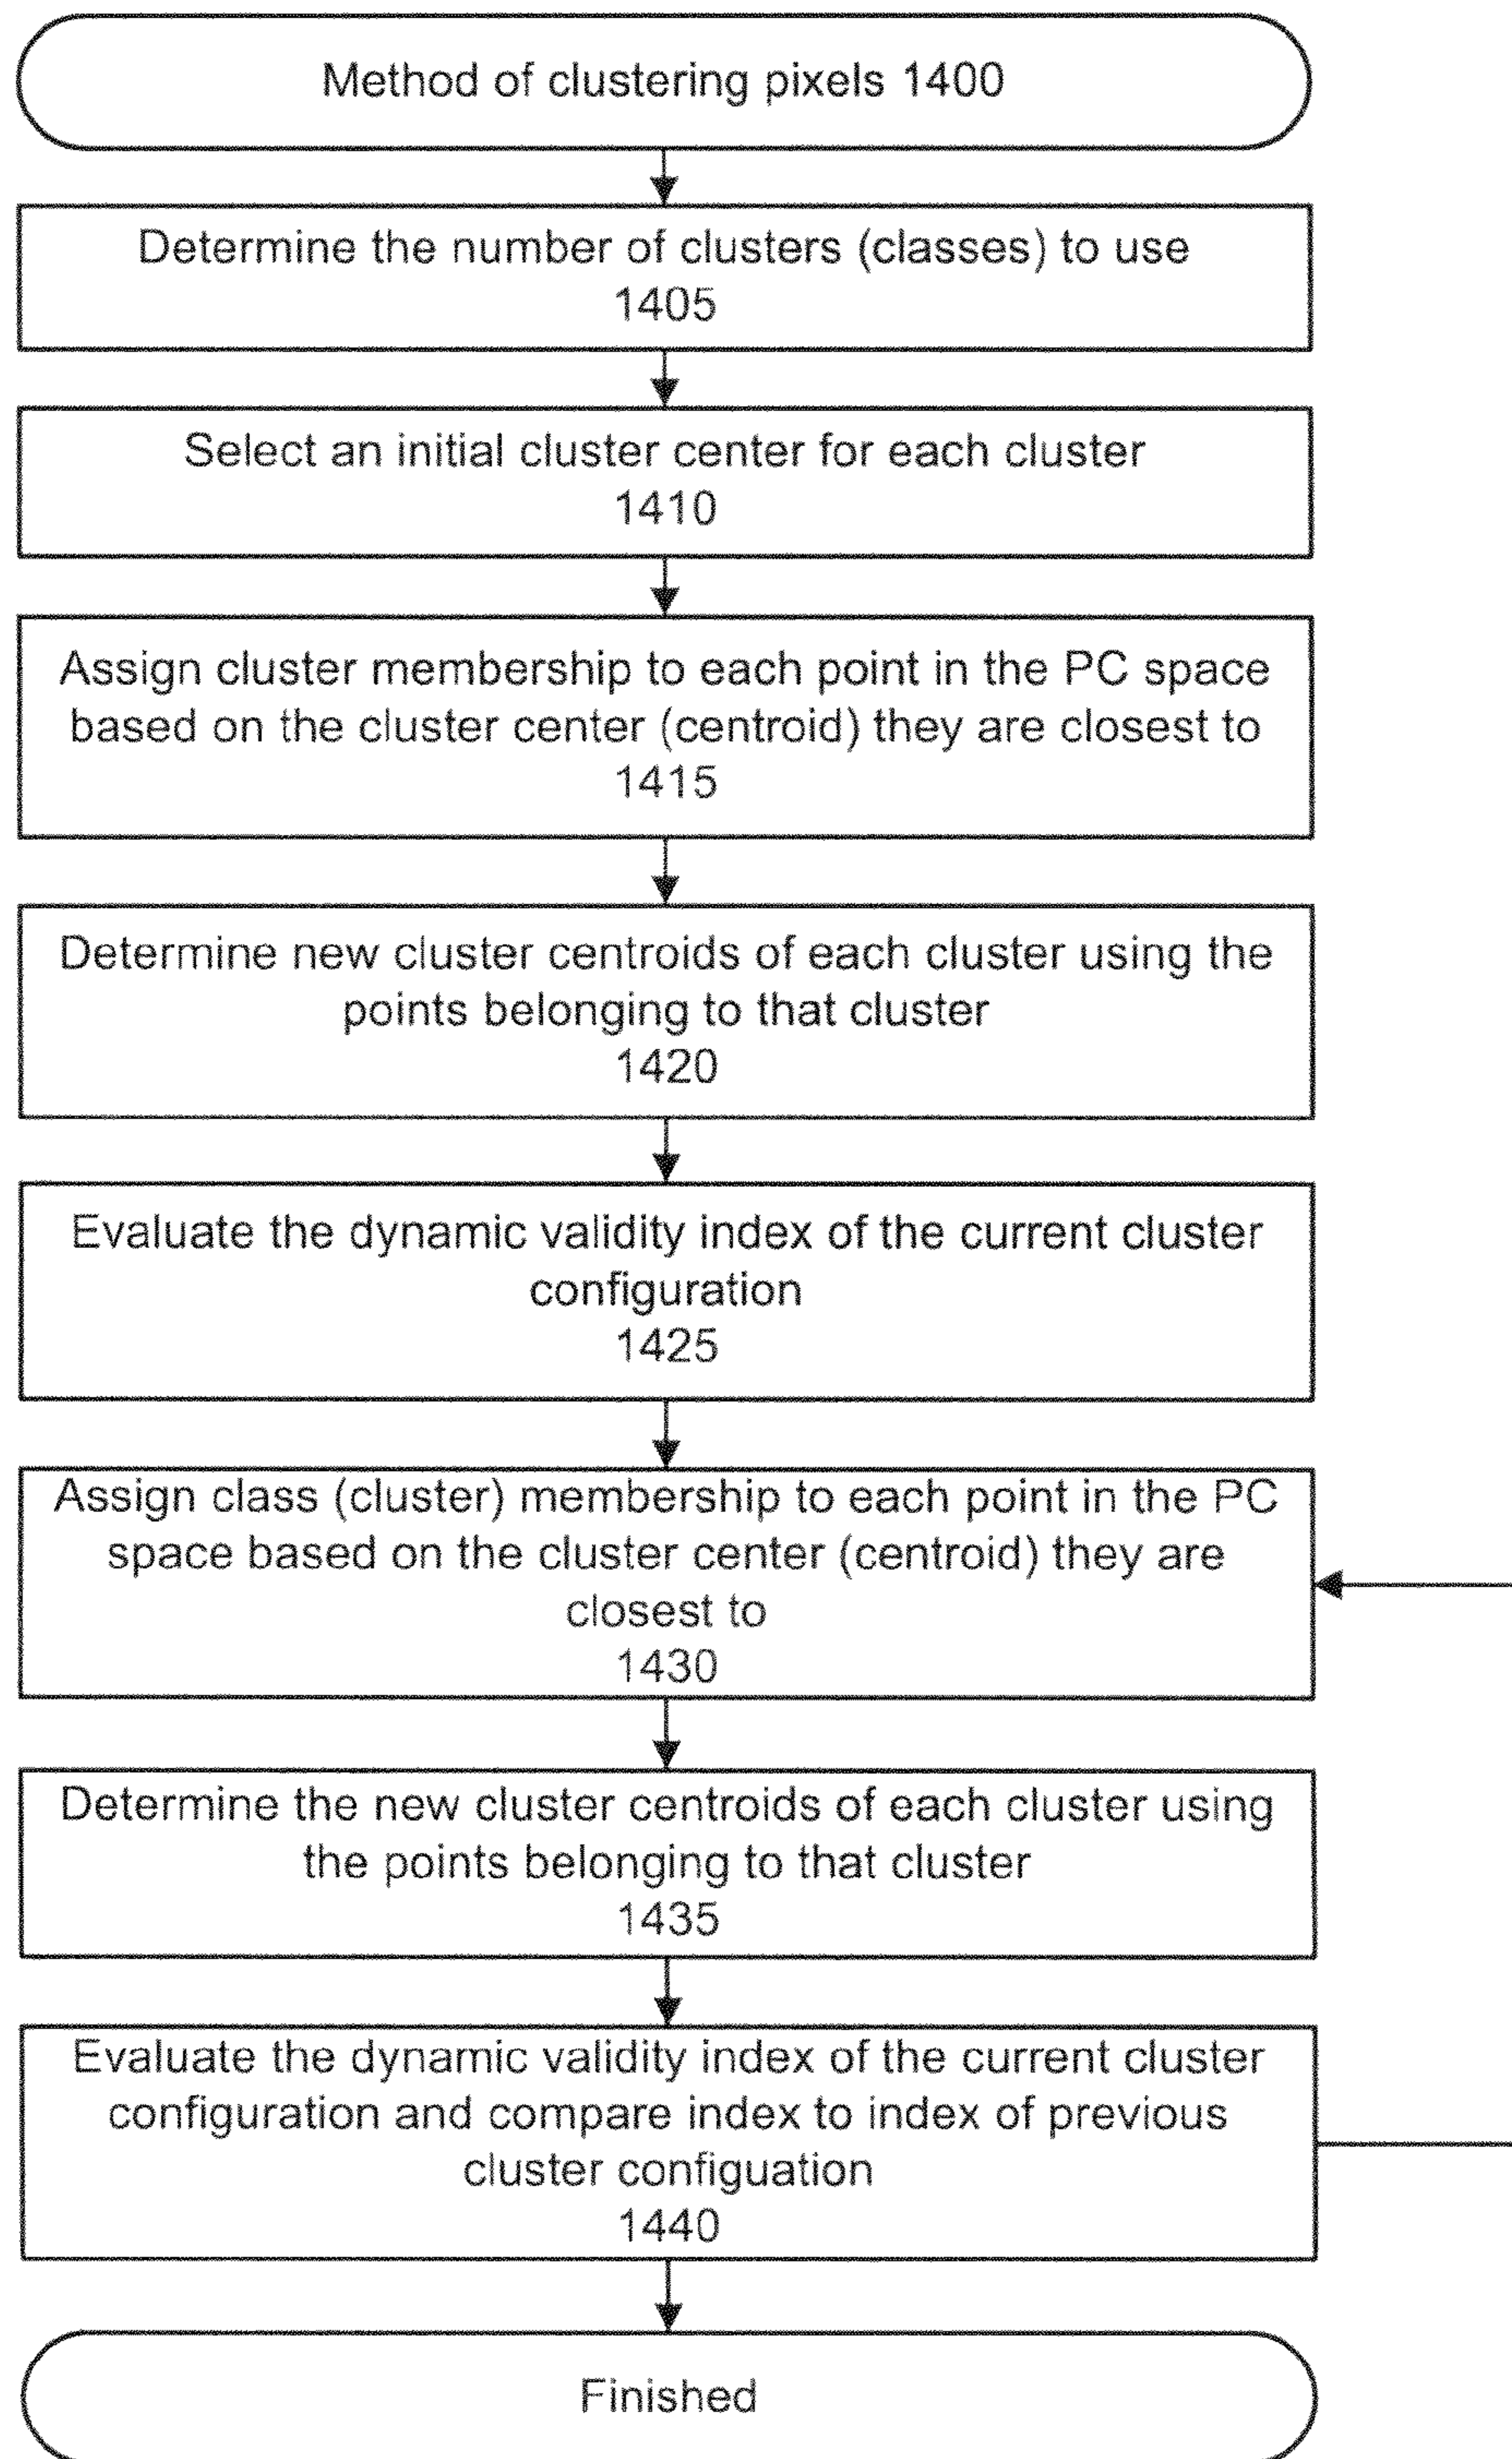 Method of clustering pixels 1400
Determine the number of clusters (classes) to use
1405
Select an initial cluster center for each cluster
1410
Assign cluster membership to each point in the PC space
based on the cluster center (centroid) they are closest to
1415
Determine new cluster centroids of each cluster using the
points belonging to that cluster
1420
Evaluate the dynamic validity index of the current cluster
configuration
1425
Assign class (cluster) membership to each point in the PC
space based on the cluster center (centroid) they are
closest to
1430
Determine the new cluster centroids of each cluster using
the points belonging to that cluster
1435
Evaluate the dynamic validity index of the current cluster
configuration and compare index to index of previous
cluster configuation
1440
Finished